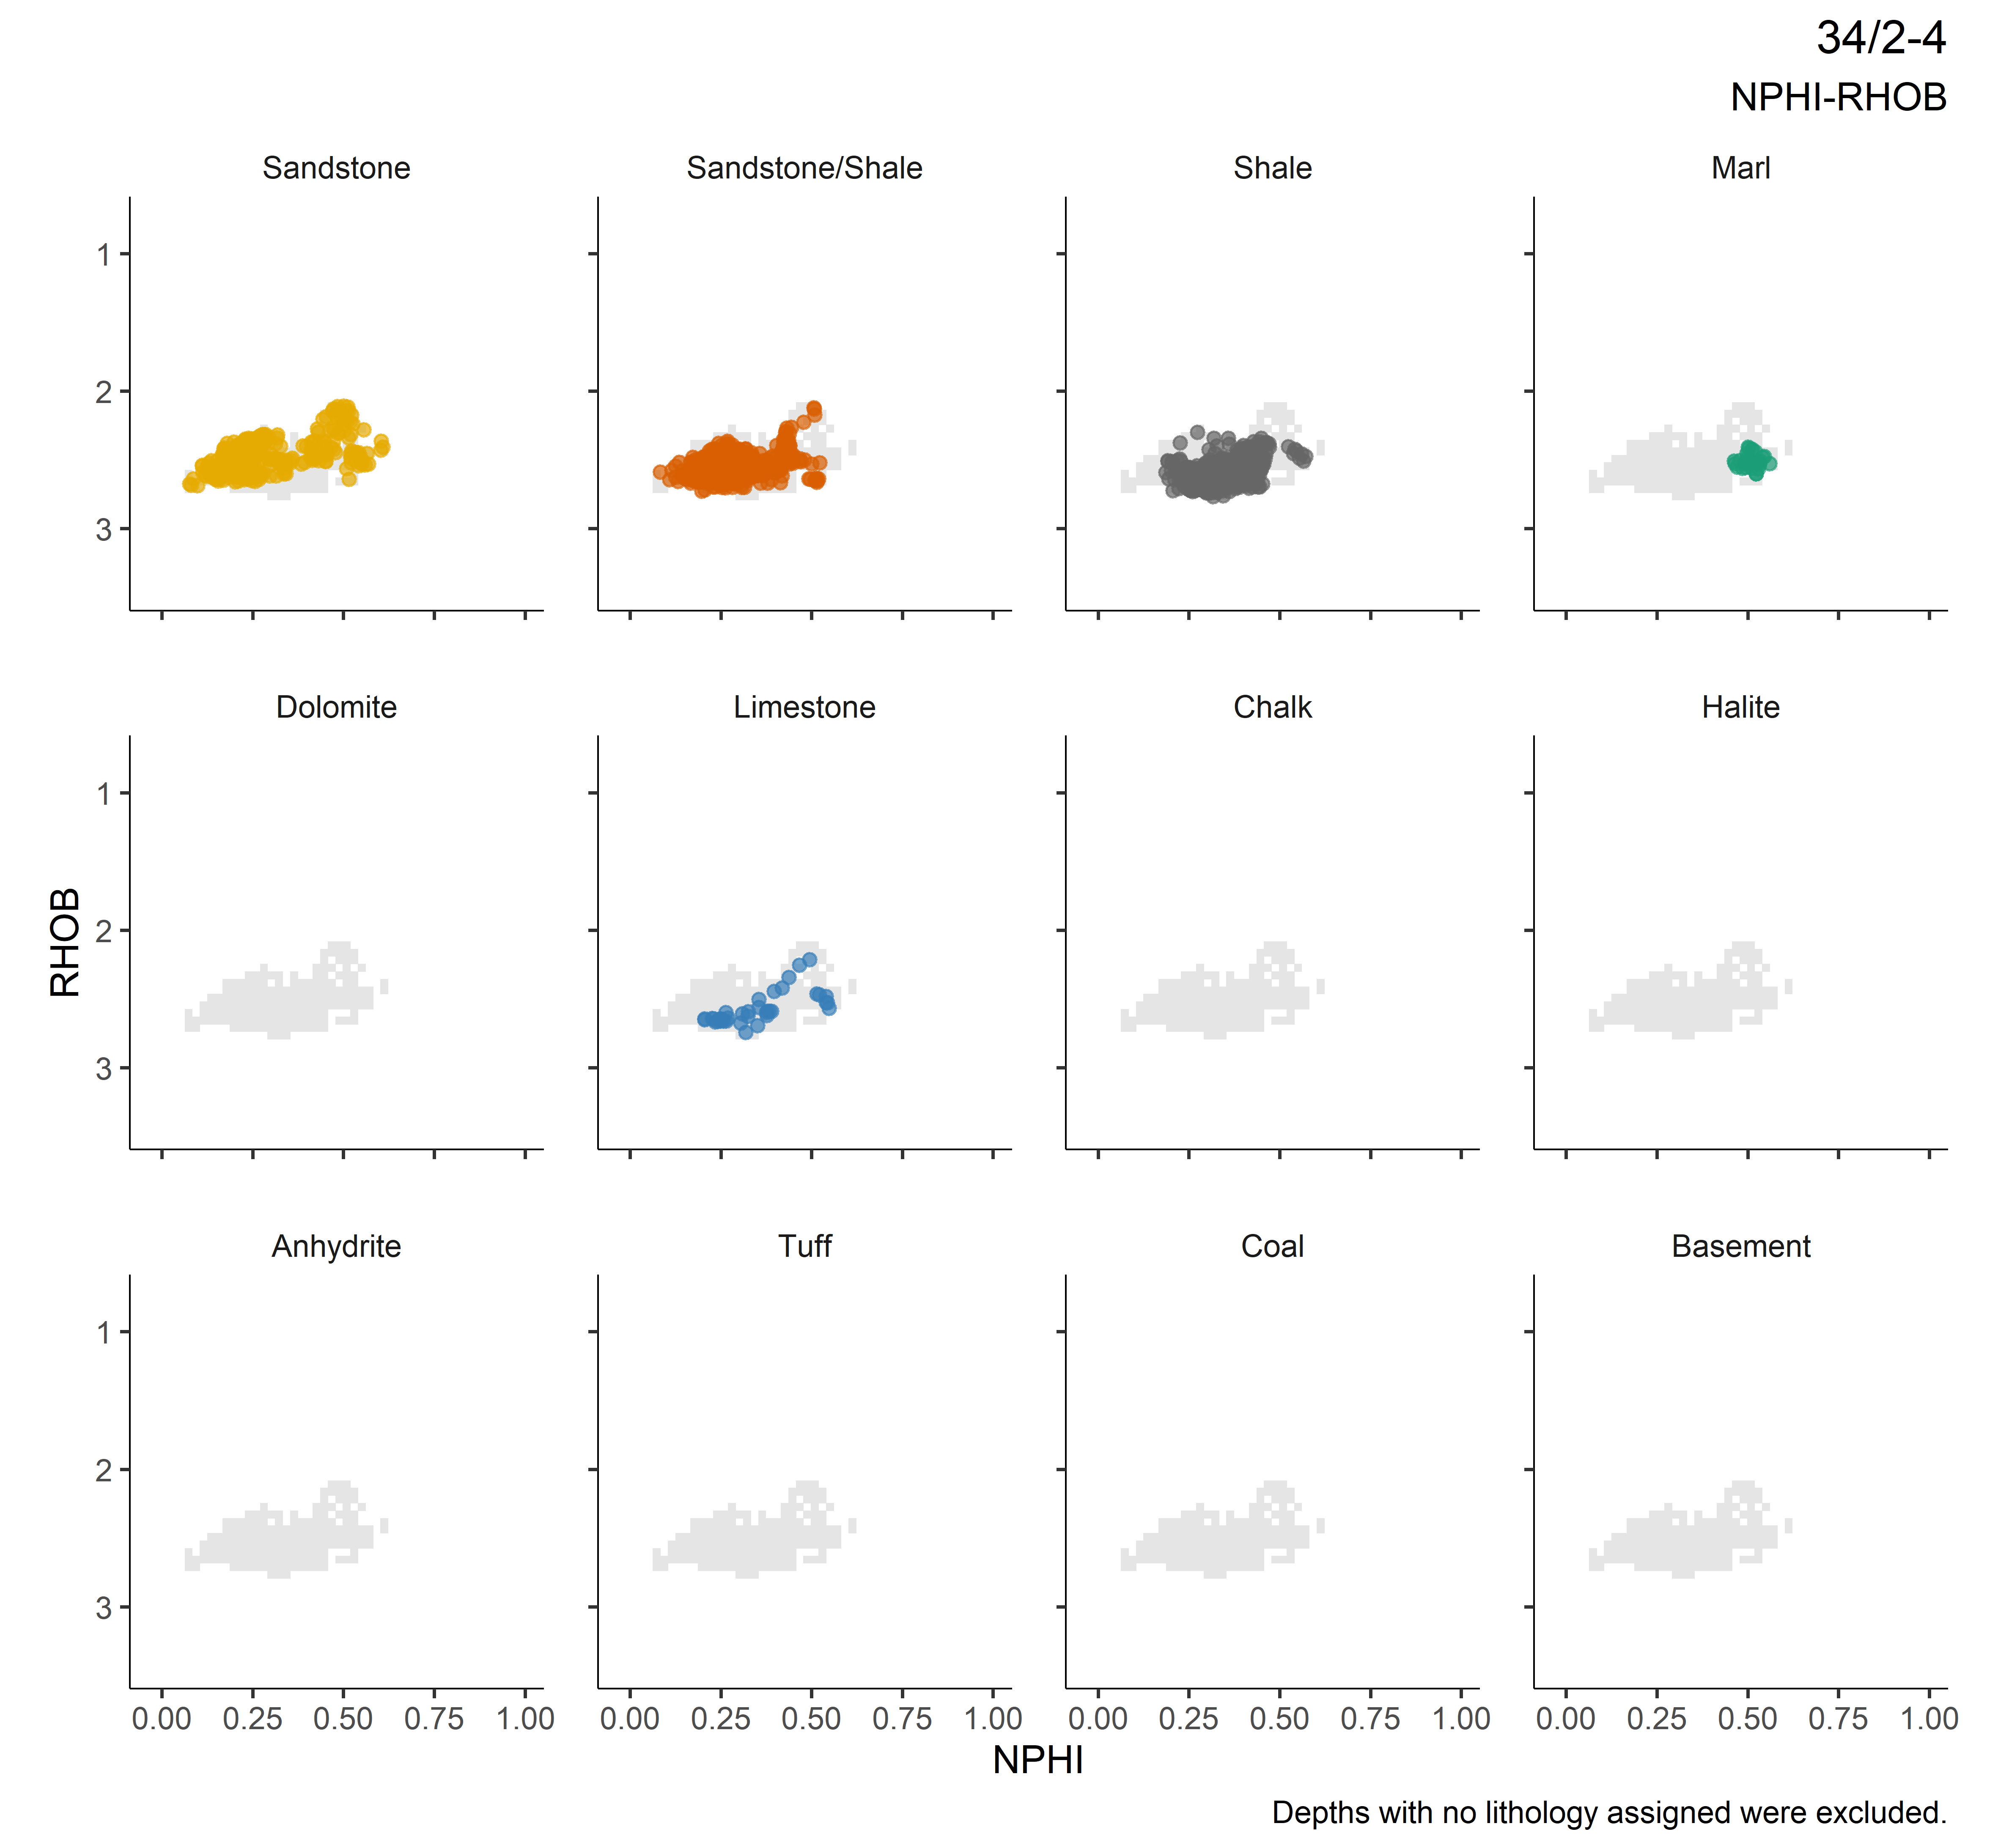 34/2-4
NPHI-RHOB
Sandstone Sandstone/Shale Shale Marl
1
2
3
Dolomite Limestone Chalk Halite
1
2
3
RHOB
Anhydrite Tuff Coal Basement
1
2
3
0.00 0.25 0.50 0.75 1.00 0.00 0.25 0.50 0.75 1.00 0.00 0.25 0.50 0.75 1.00 0.00 0.25 0.50 0.75 1.00
NPHI
Depths with no lithology assigned were excluded.